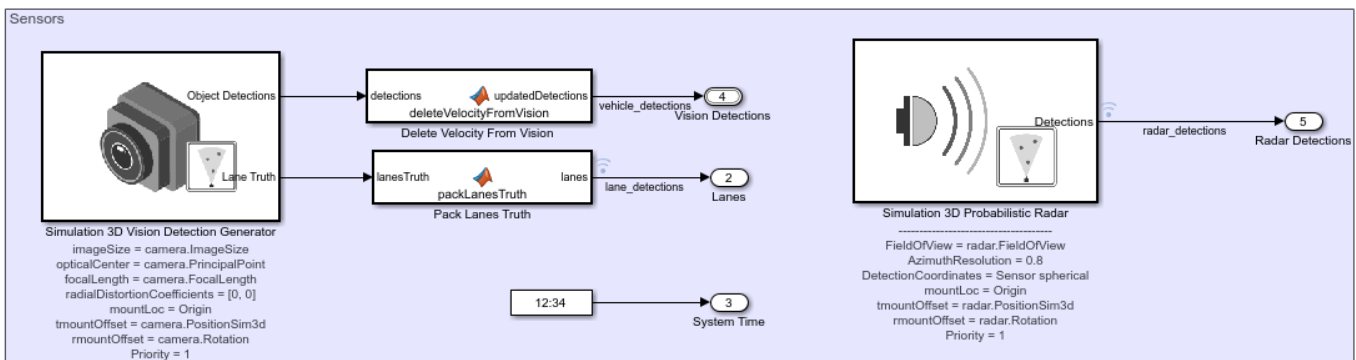 Sensors
Object Detections
Lane Truth
Simulation 3D Vision Detection Generator
imageSize = camera.ImageSize
opticalCenter = camera.PrincipalPoint
focalLength = camera.FocalLength
radialDistortionCoefficients = [0, 0]
mountLoc = Origin
tmountOffset = camera.PositionSim3d
rmountOffset = camera.Rotation
Priority = 1
detections
updatedDetections
deleteVelocityFromVision
Delete Velocity From Vision
vehicle_detections
4
Vision Detections
lanesTruth
lanes
packLanesTruth
Pack Lanes Truth
lane_detections
2
Lanes
12:34
3
System Time
Detections
Simulation 3D Probabilistic Radar
-------------------------------------
FieldOfView = radar.FieldOfView
AzimuthResolution = 0.8
DetectionCoordinates = Sensor spherical
mountLoc = Origin
tmountOffset = radar.PositionSim3d
rmountOffset = radar.Rotation
Priority = 1
radar_detections
5
Radar Detections